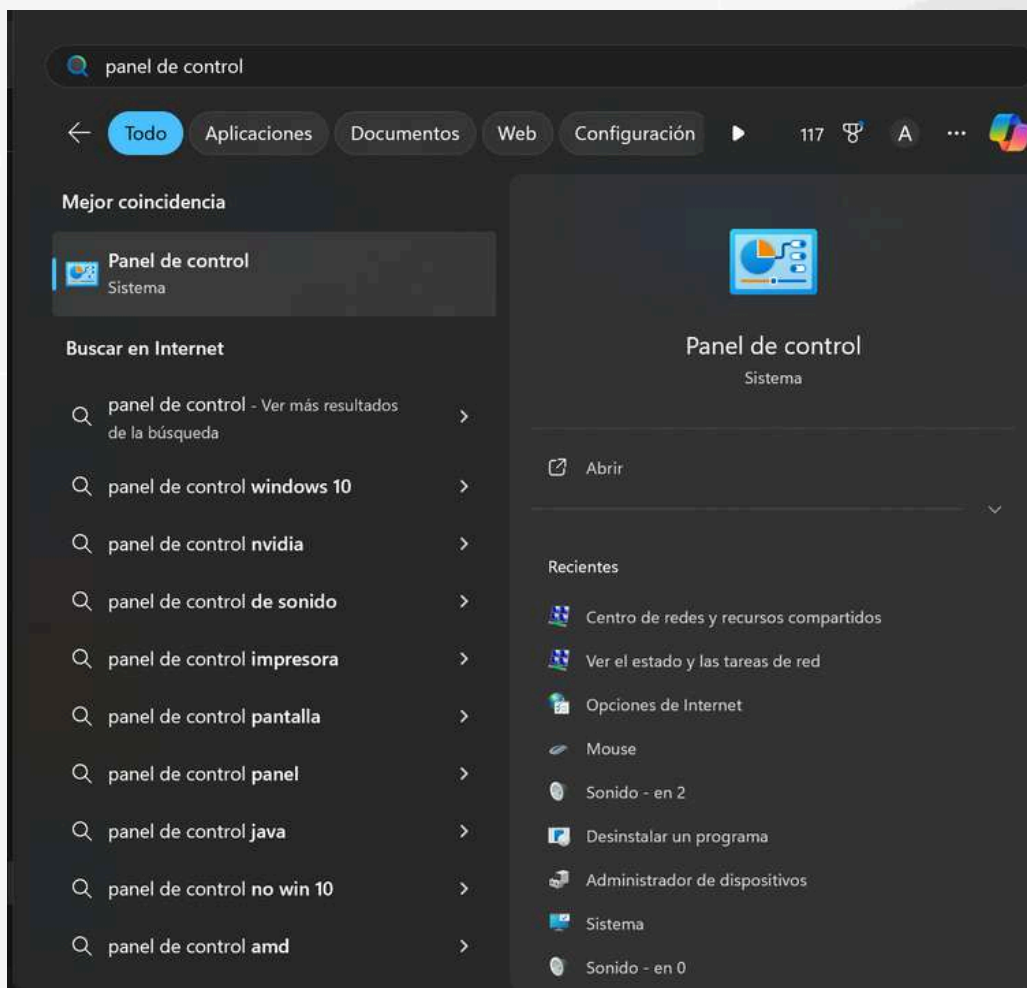 panel de control
Todo
Aplicaciones
Documentos
Web
Configuración
117
A
Mejor coincidencia
Panel de control
Sistema
Buscar en Internet
panel de control - Ver más resultados
de la búsqueda
panel de control windows 10
panel de control nvidia
panel de control de sonido
panel de control impresora
panel de control pantalla
panel de control panel
panel de control java
panel de control no win 10
panel de control amd
Panel de control
Sistema
Abrir
Recientes
Centro de redes y recursos compartidos
Ver el estado y las tareas de red
Opciones de Internet
Mouse
Sonido - en 2
Desinstalar un programa
Administrador de dispositivos
Sistema
Sonido - en 0